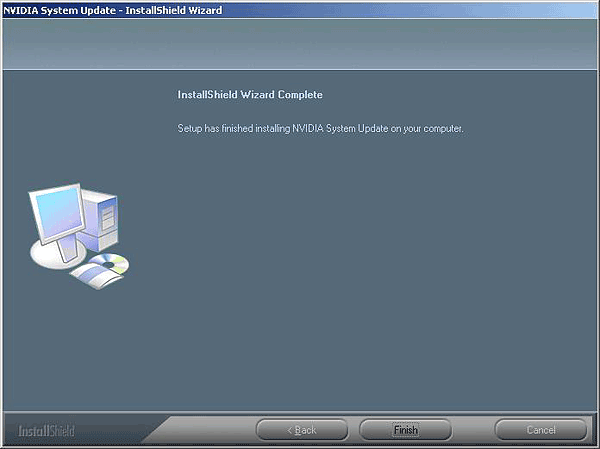 NVIDIA System Update - InstallShield Wizard
InstallShield Wizard Complete
Setup has finished installing NVIDIA System Update on your computer.
InstallShield
< Back
Finish
Cancel